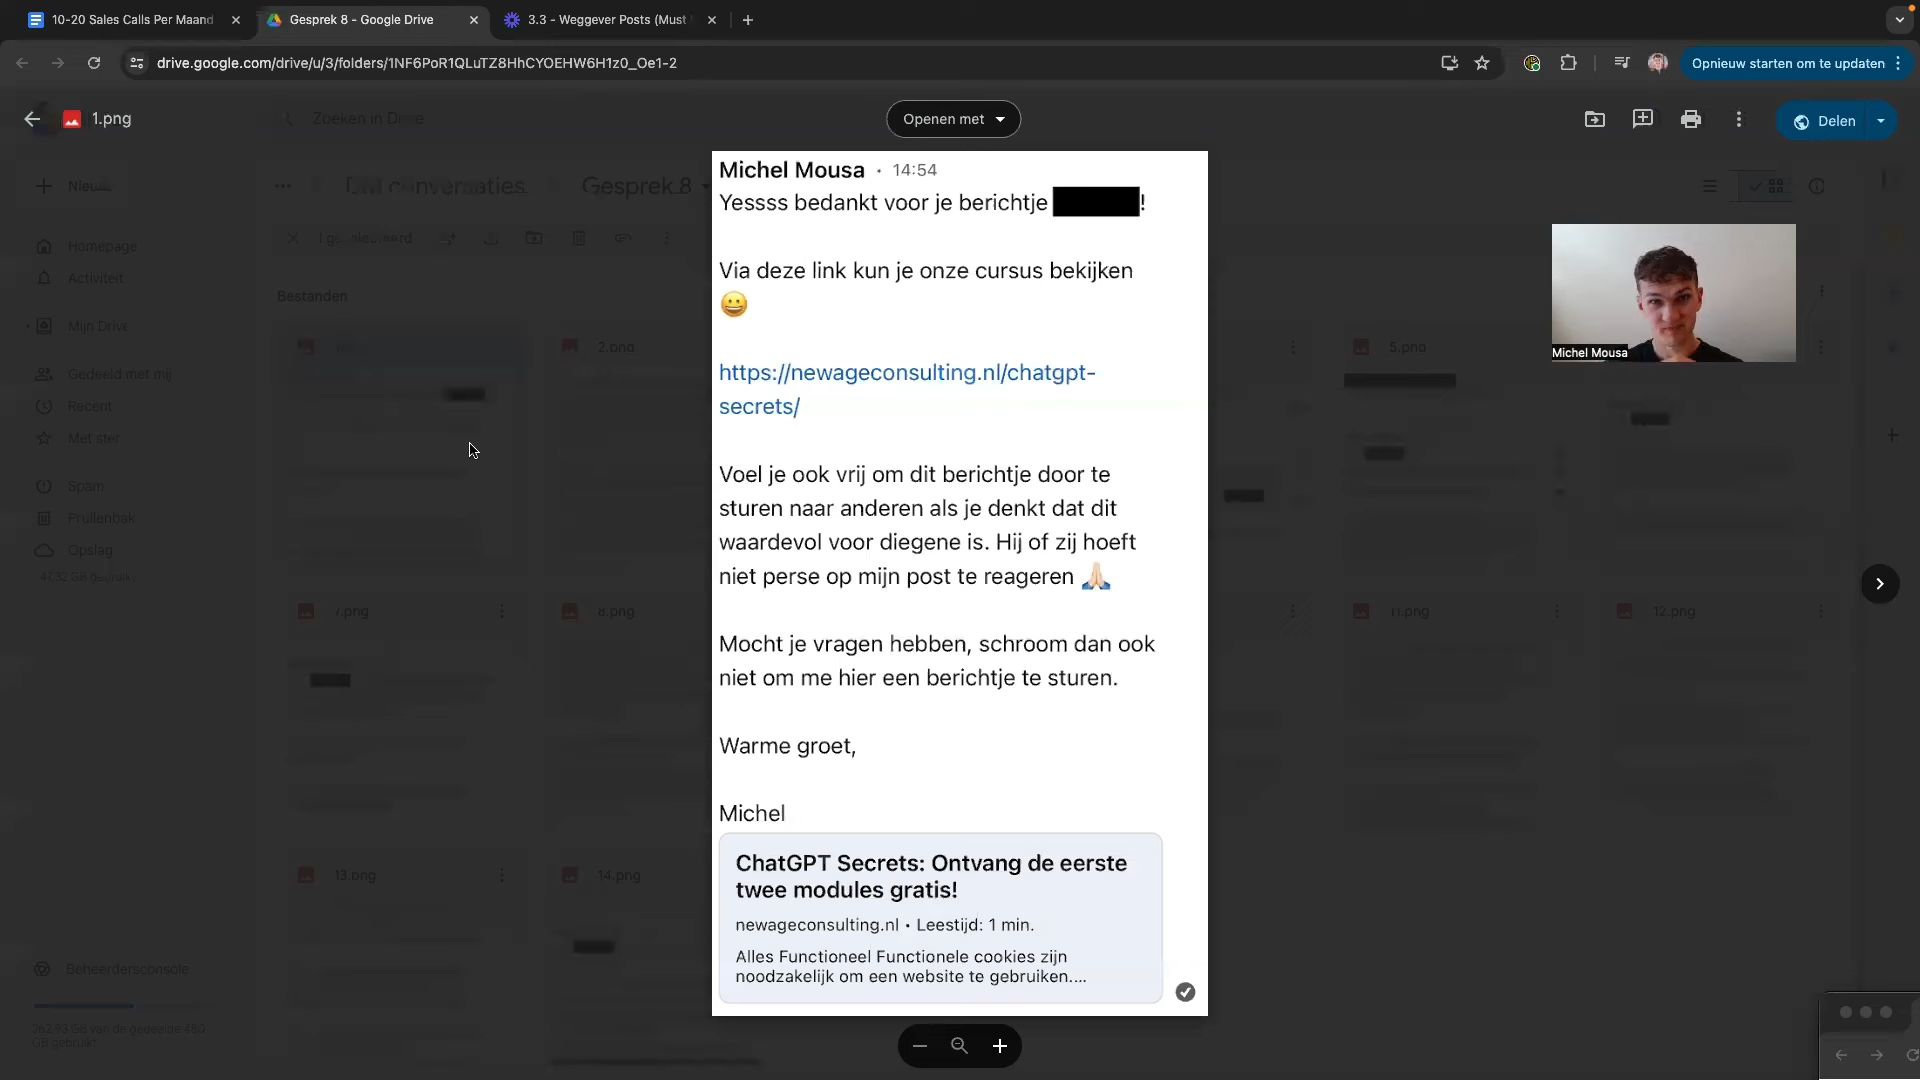 10-20 Sales Calls Per Maand
Gesprek 8 - Google Drive
3.3 - Weggever Posts (Must
drive.google.com/drive/u/3/folders/1NF6PoR1QLuTZ8HhCYOEHW6H1z0_Oe1-2
Opnieuw starten om te updaten
1.png
Zoeken in Drive
Openen met
Delen
Nieuw
Gesprek 8
Homepage
Activiteit
Bestanden
Mijn Drive
Gedeeld met mij
Recent
Met ster
Spam
Prullenbak
Opslag
Beheerdersconsole
2.png
5.png
7.png
8.png
11.png
12.png
13.png
14.png
Michel Mousa · 14:54
Yessss bedankt voor je berichtje !
Via deze link kun je onze cursus bekijken
😀
https://newageconsulting.nl/chatgpt-
secrets/
Voel je ook vrij om dit berichtje door te
sturen naar anderen als je denkt dat dit
waardevol voor diegene is. Hij of zij hoeft
niet perse op mijn post te reageren 🙏🏻
Mocht je vragen hebben, schroom dan ook
niet om me hier een berichtje te sturen.
Warme groet,
Michel
ChatGPT Secrets: Ontvang de eerste
twee modules gratis!
newageconsulting.nl • Leestijd: 1 min.
Alles Functioneel Functionele cookies zijn
noodzakelijk om een website te gebruiken....
Michel Mousa